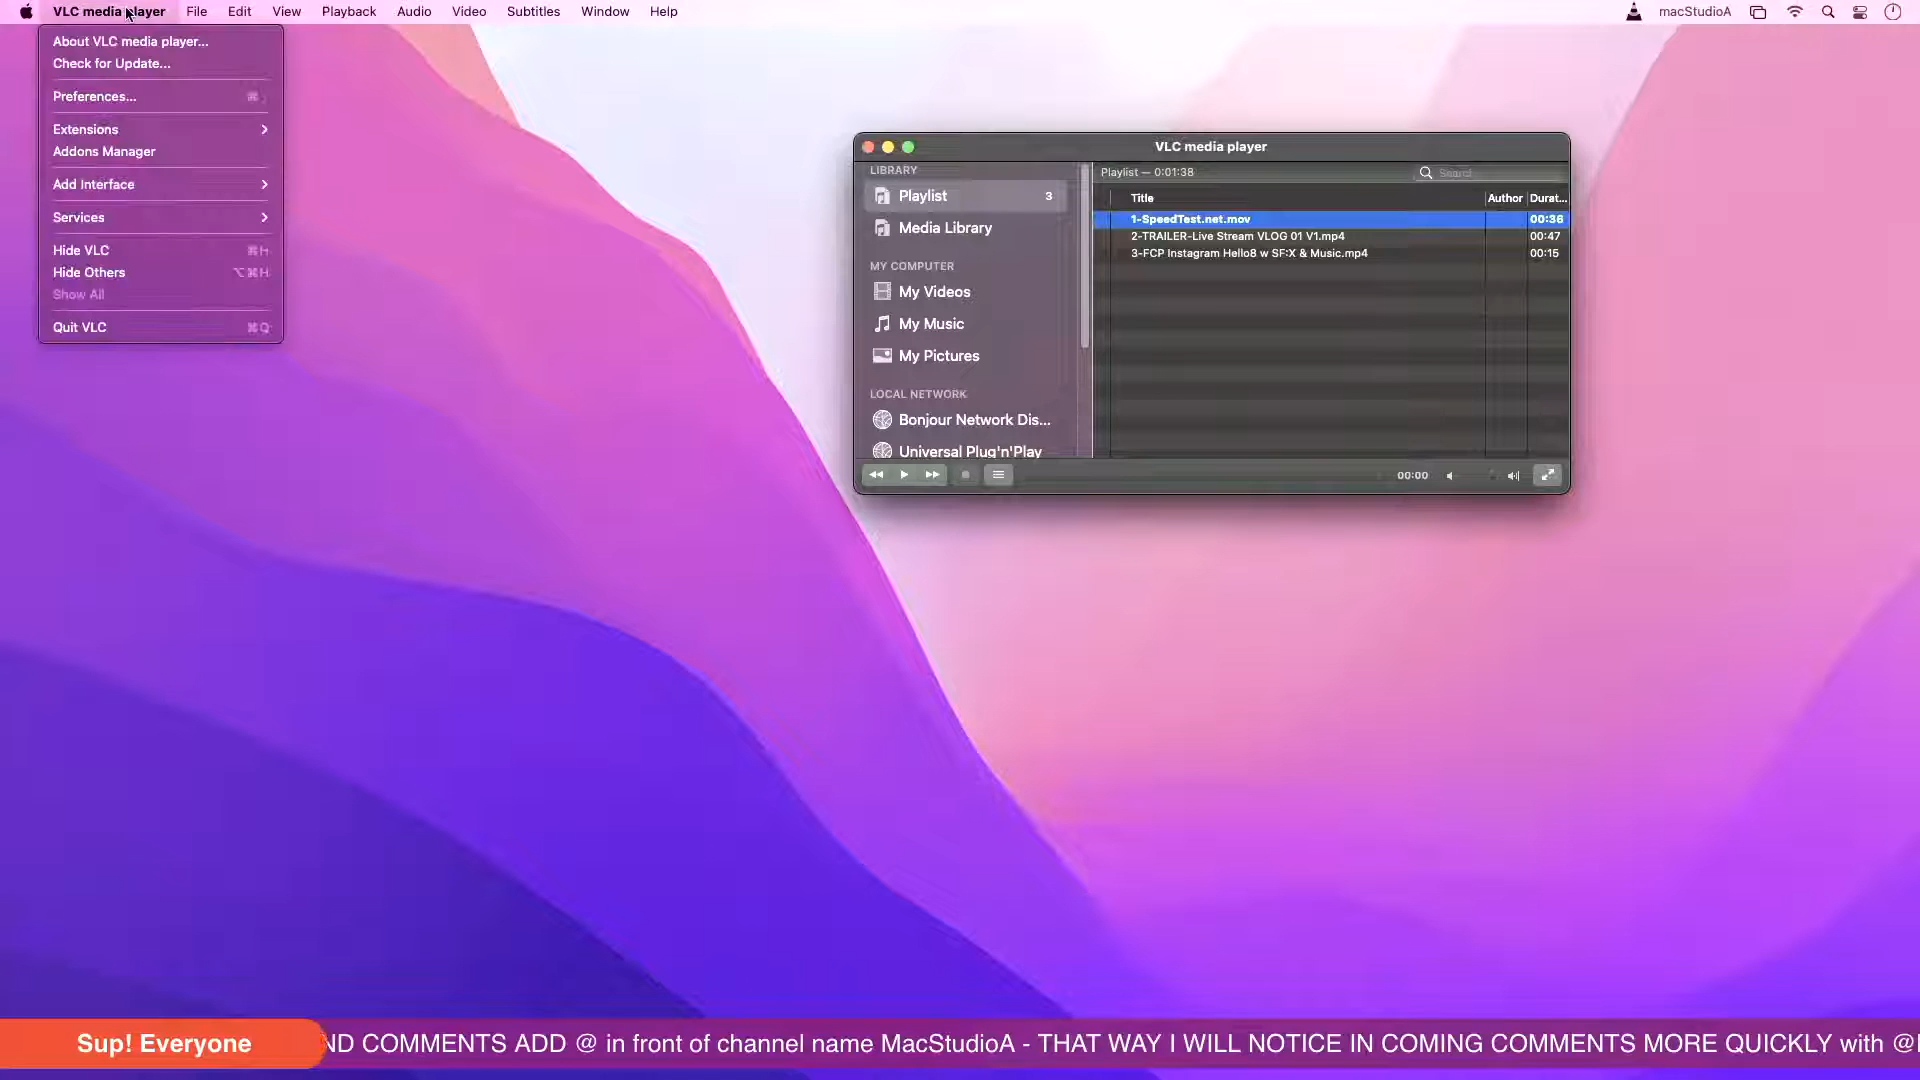 VLC media player File Edit View Playback Audio Video Subtitles Window Help macStudioA
About VLC media player...
Check for Update...
Preferences... ⌘ ,
Extensions
Addons Manager
Add Interface
Services
Hide VLC ⌘H
Hide Others ⌥⌘H
Show All
Quit VLC ⌘Q
VLC media player
LIBRARY
Playlist 3
Media Library
MY COMPUTER
My Videos
My Music
My Pictures
LOCAL NETWORK
Bonjour Network Dis...
Universal Plug'n'Play
Playlist — 0:01:38
Search
Title Author Durat...
1-SpeedTest.net.mov 00:36
2-TRAILER-Live Stream VLOG 01 V1.mp4 00:47
3-FCP Instagram Hello8 w SF:X & Music.mp4 00:15
00:00
Sup! Everyone
ND COMMENTS ADD @ in front of channel name MacStudioA - THAT WAY I WILL NOTICE IN COMING COMMENTS MORE QUICKLY with @